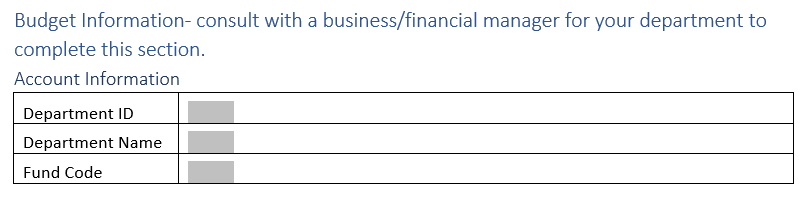 Budget Information- consult with a business/financial manager for your department to
complete this section.
Account Information
Department ID
Department Name
Fund Code